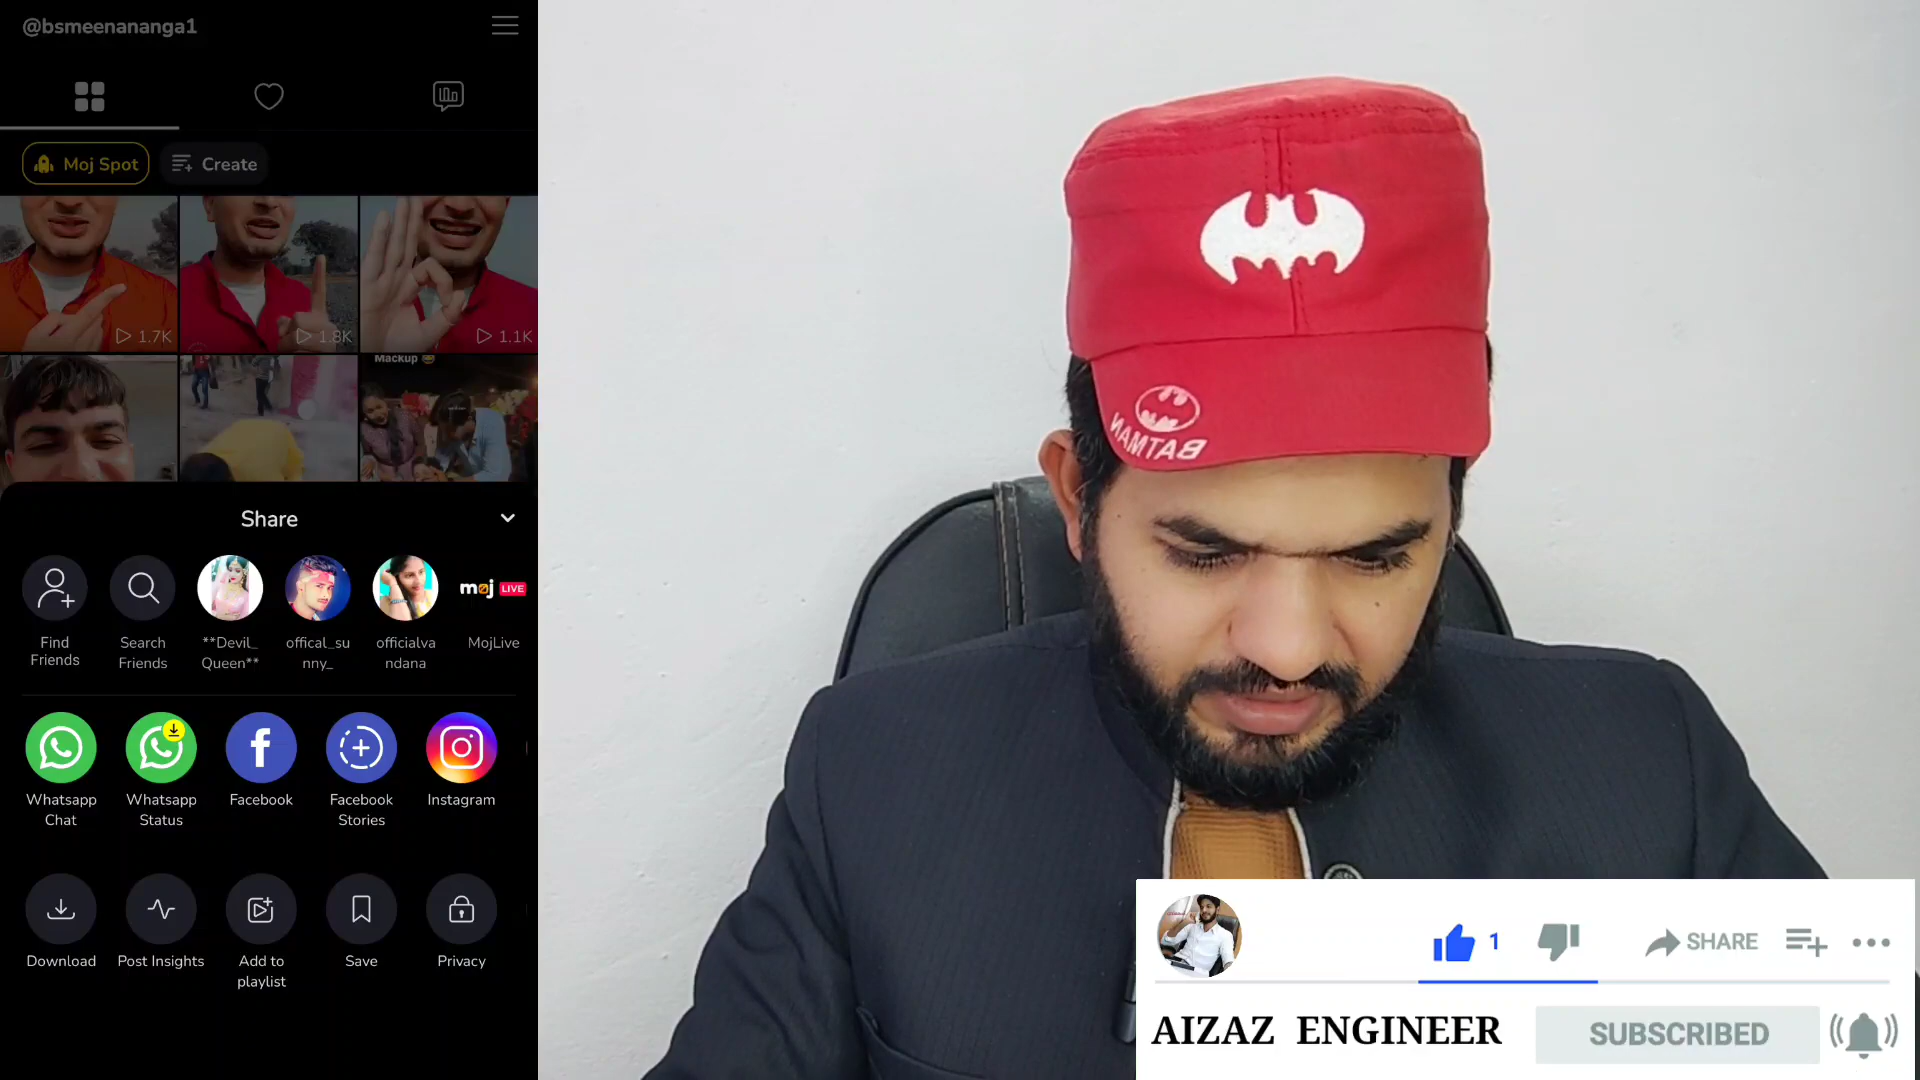 @bsmeenananga1
Moj Spot
Create
1.7K
1.8K
1.1K
Mackup
Share
Find
Friends
Search
Friends
**Devil_
Queen**
offical_su
nny_
officialva
ndana
moj LIVE
MojLive
Whatsapp
Chat
Whatsapp
Status
Facebook
Facebook
Stories
Instagram
Download
Post Insights
Add to
playlist
Save
Privacy
BATMAN
1
SHARE
AIZAZ ENGINEER
SUBSCRIBED